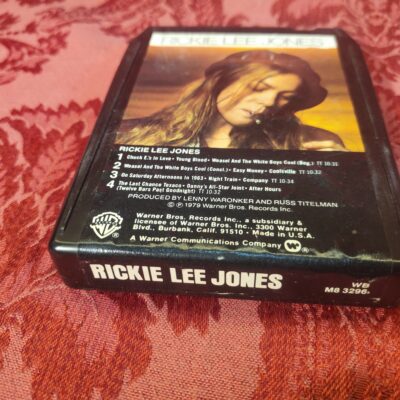 RICKIE LEE JONES
RICKIE LEE JONES
1 Chuck E.'s In Love • Young Blood • Weasel And The White Boys Cool (Beg.) TT 10:32
2 Weasel And The White Boys Cool (Concl.) • Easy Money • Coolsville TT 10:32
3 On Saturday Afternoons In 1963 • Night Train • Company TT 10:34
4 The Last Chance Texaco • Danny's All-Star Joint • After Hours
(Twelve Bars Past Goodnight) TT 10:32
PRODUCED BY LENNY WARONKER AND RUSS TITELMAN
© ℗ 1979 Warner Bros. Records Inc.
Warner Bros. Records Inc., a subsidiary &
licensee of Warner Bros. Inc., 3300 Warner
Blvd., Burbank, Calif. 91510 • Made in U.S.A.
A Warner Communications Company
WB
RICKIE LEE JONES
WB
M8 3296